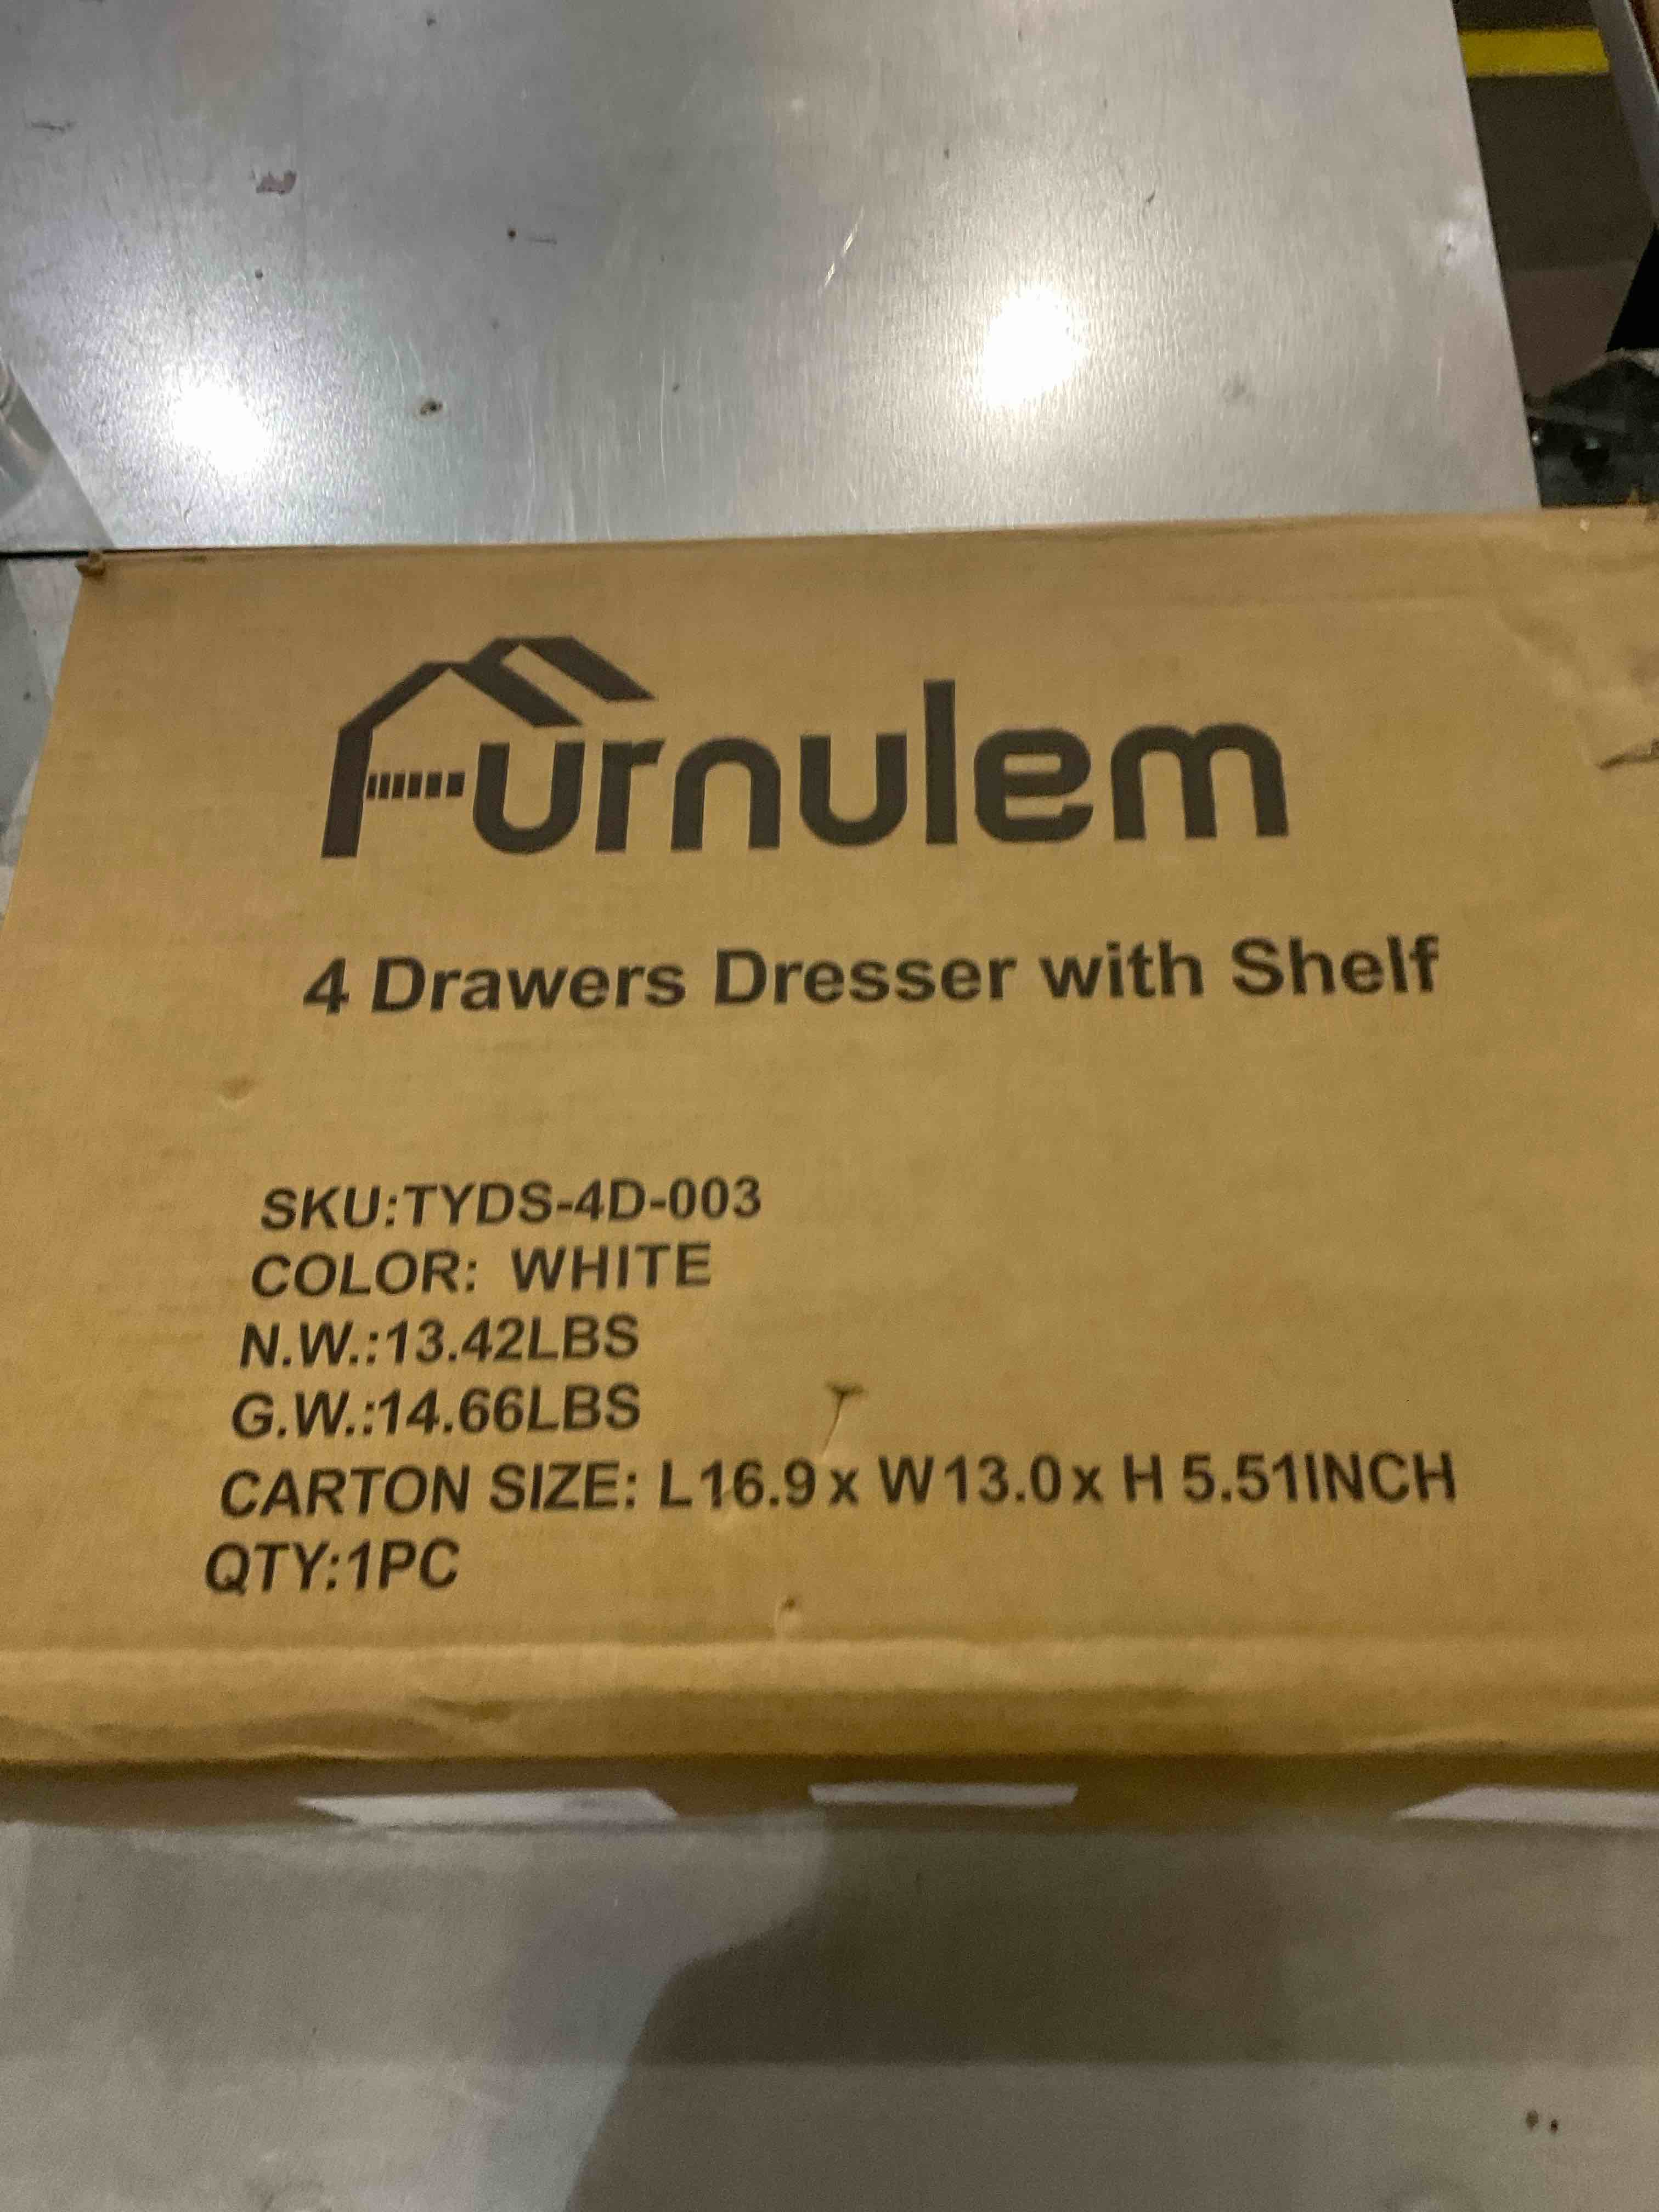 Furnulem
4 Drawers Dresser with Shelf
SKU:TYDS-4D-003
COLOR: WHITE
N.W.:13.42LBS
G.W.:14.66LBS
CARTON SIZE: L16.9 x W13.0 x H 5.51INCH
QTY:1PC